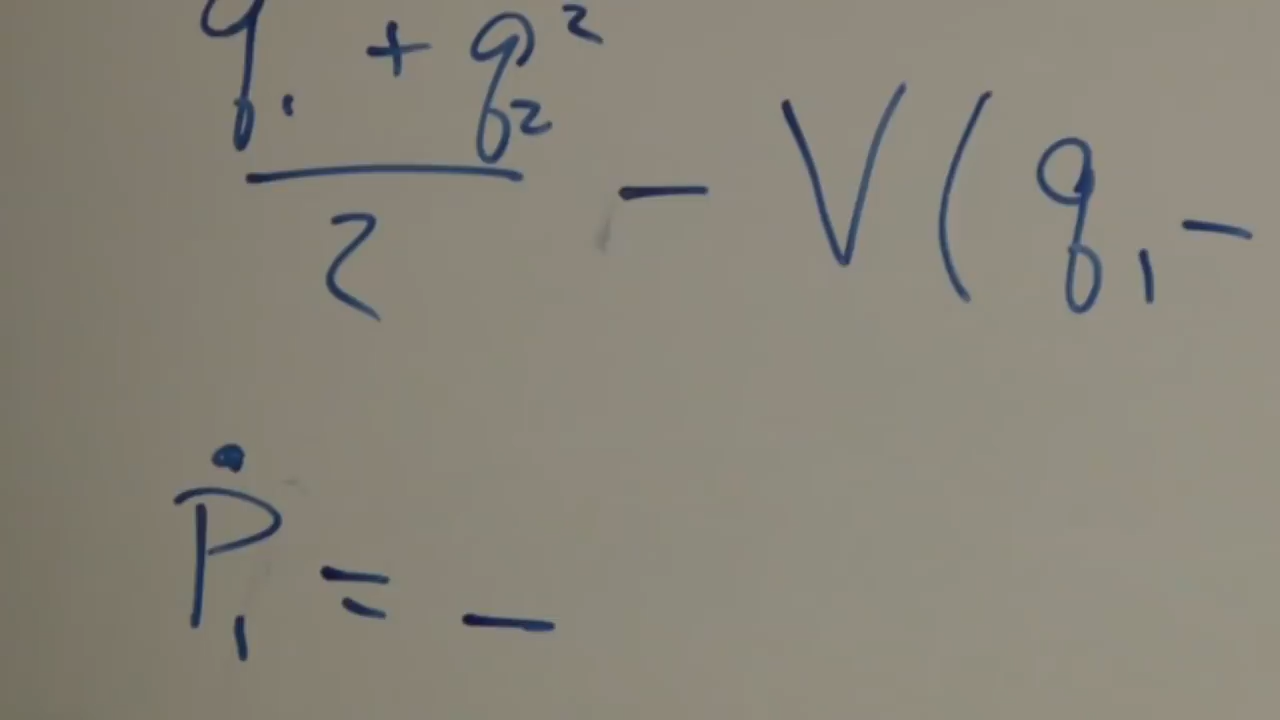 q₁ + q₂²
2
- V(q₁ -
Ṗ₁ = -